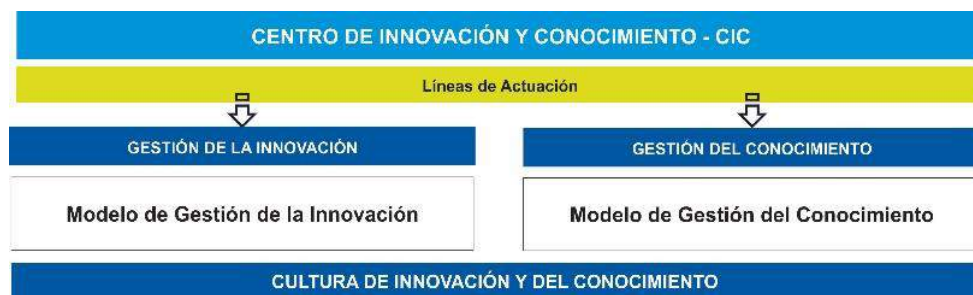 CENTRO DE INNOVACIÓN Y CONOCIMIENTO - CIC
Líneas de Actuación
GESTIÓN DE LA INNOVACIÓN
GESTIÓN DEL CONOCIMIENTO
Modelo de Gestión de la Innovación
Modelo de Gestión del Conocimiento
CULTURA DE INNOVACIÓN Y DEL CONOCIMIENTO